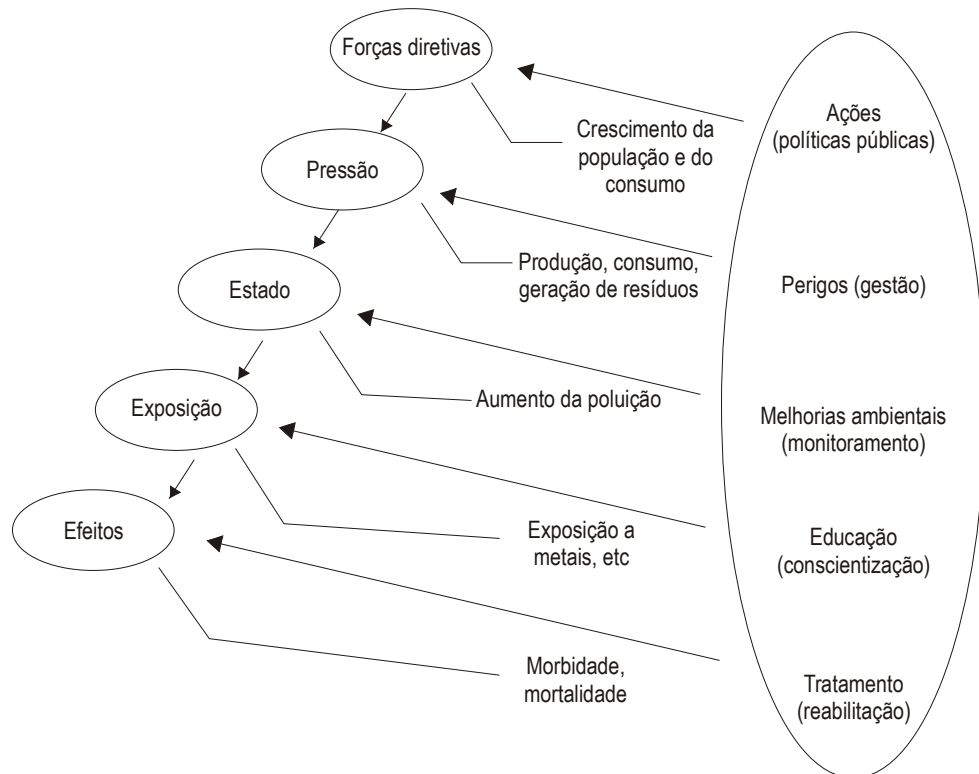 Forças diretivas
Crescimento da
população e do
consumo
Pressão
Produção, consumo,
geração de resíduos
Estado
Aumento da poluição
Exposição
Exposição a
metais, etc
Efeitos
Morbidade,
mortalidade
Ações
(políticas públicas)
Perigos (gestão)
Melhorias ambientais
(monitoramento)
Educação
(conscientização)
Tratamento
(reabilitação)